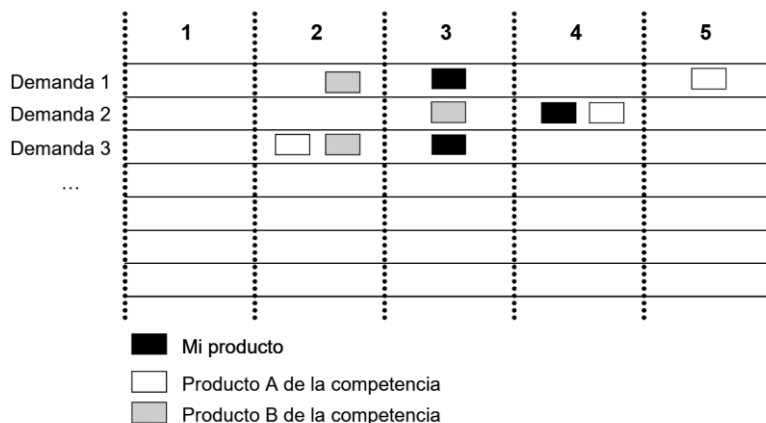 1 2 3 4 5
Demanda 1
Demanda 2
Demanda 3
...
Mi producto
Producto A de la competencia
Producto B de la competencia